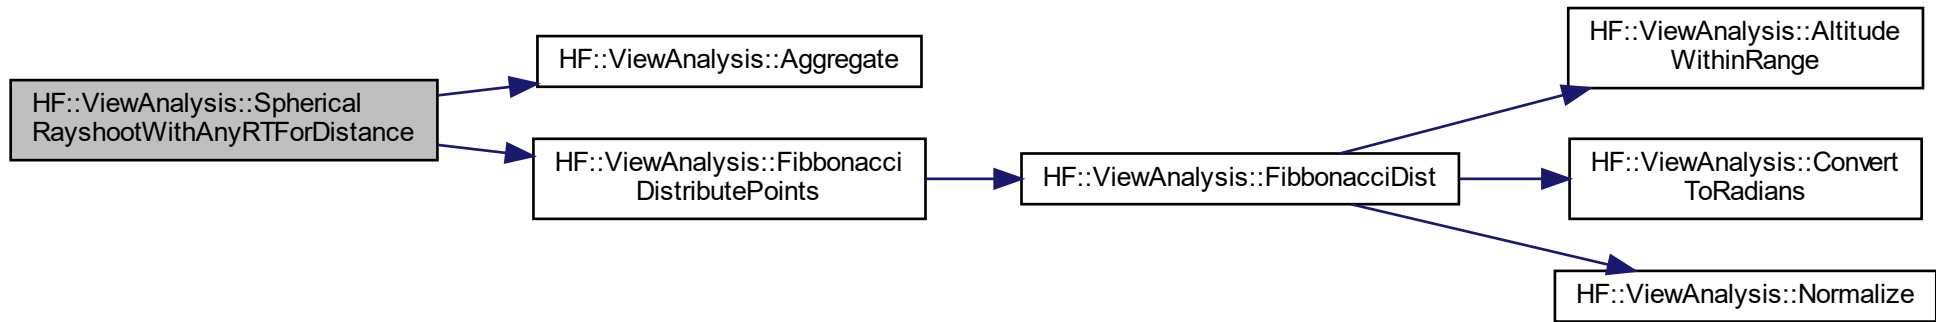 HF::ViewAnalysis::Spherical
RayshootWithAnyRTForDistance
HF::ViewAnalysis::Aggregate
HF::ViewAnalysis::Fibbonacci
DistributePoints
HF::ViewAnalysis::FibbonacciDist
HF::ViewAnalysis::Altitude
WithinRange
HF::ViewAnalysis::Convert
ToRadians
HF::ViewAnalysis::Normalize